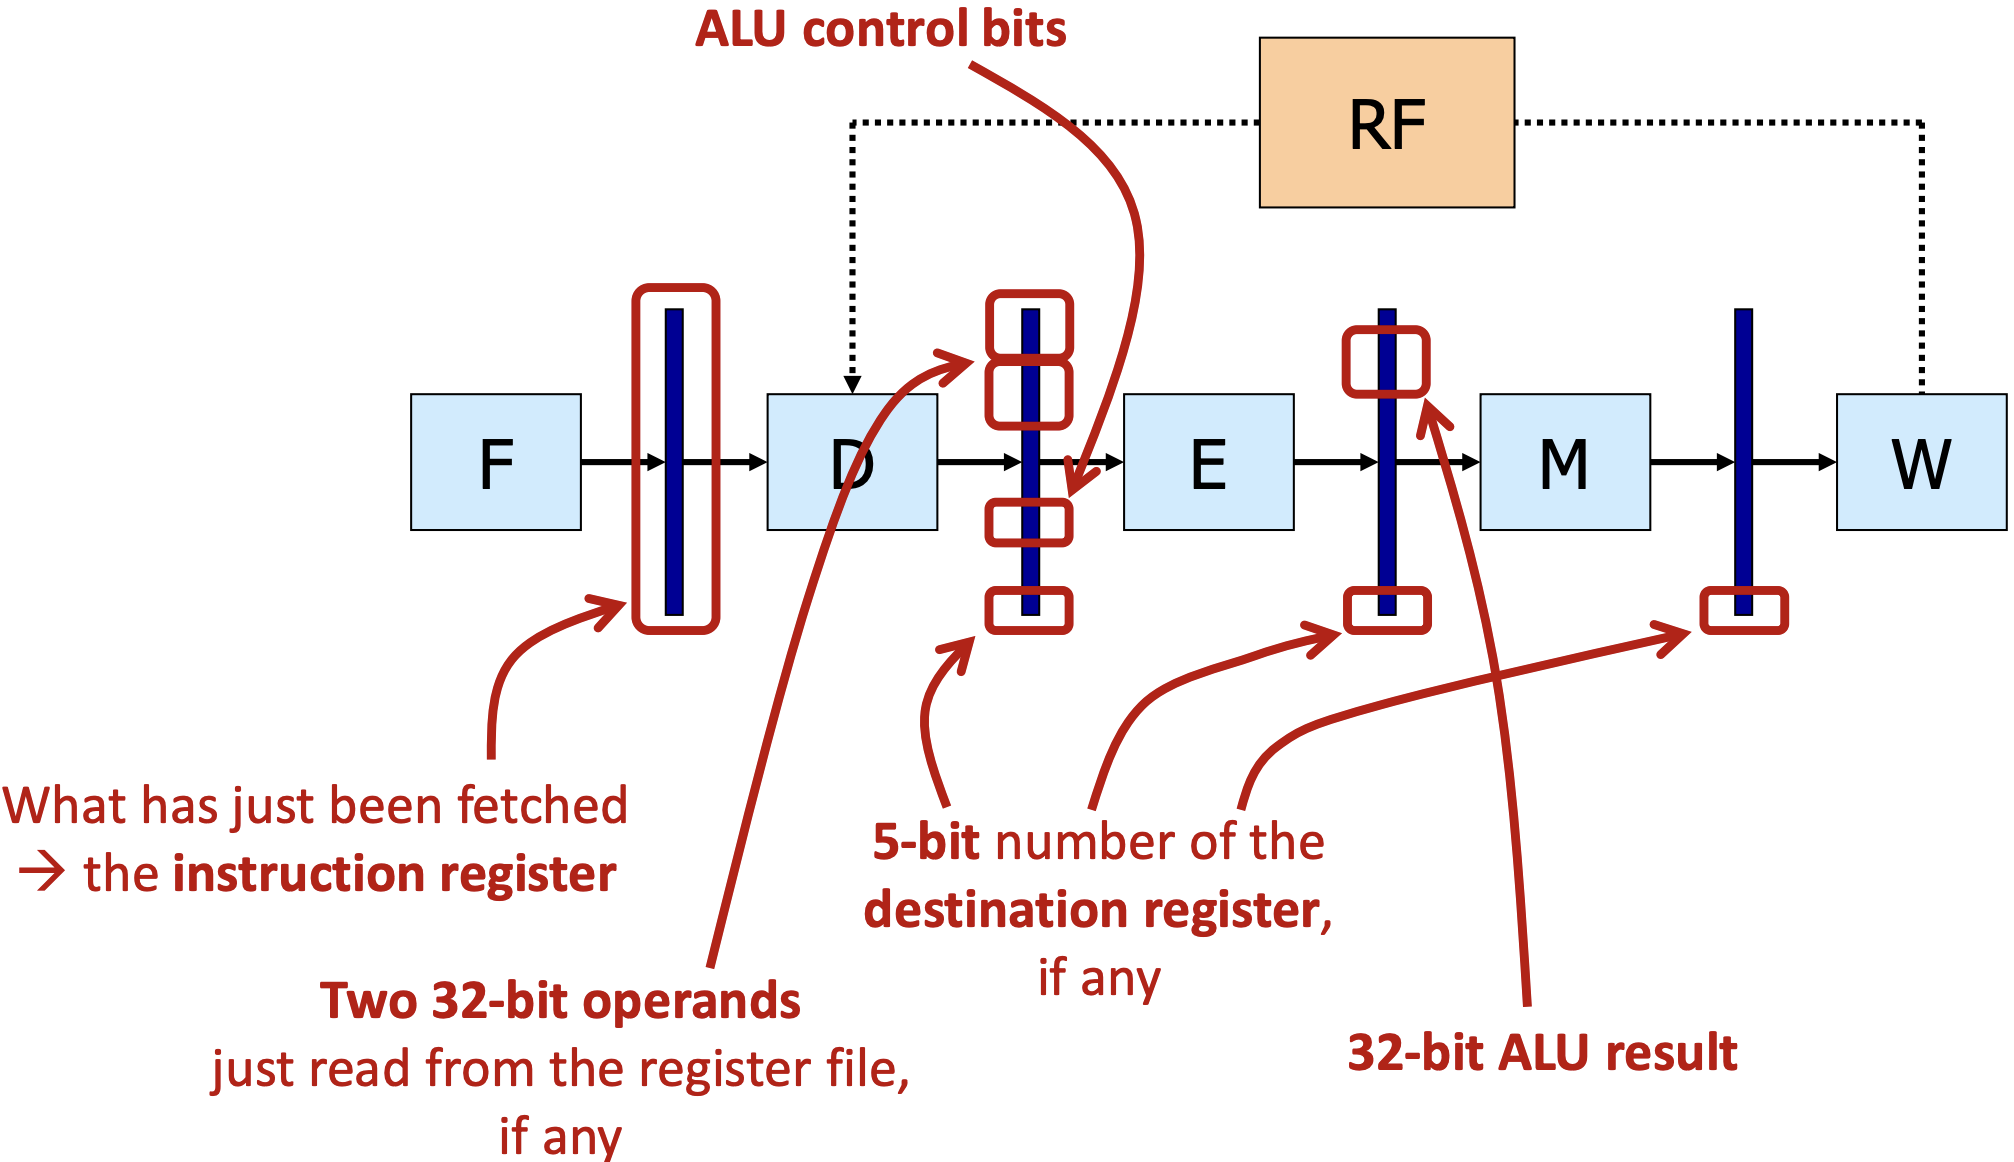 ALU control bits
RF
F
D
E
M
W
What has just been fetched
→ the instruction register
5-bit number of the
destination register,
if any
Two 32-bit operands
just read from the register file,
if any
32-bit ALU result